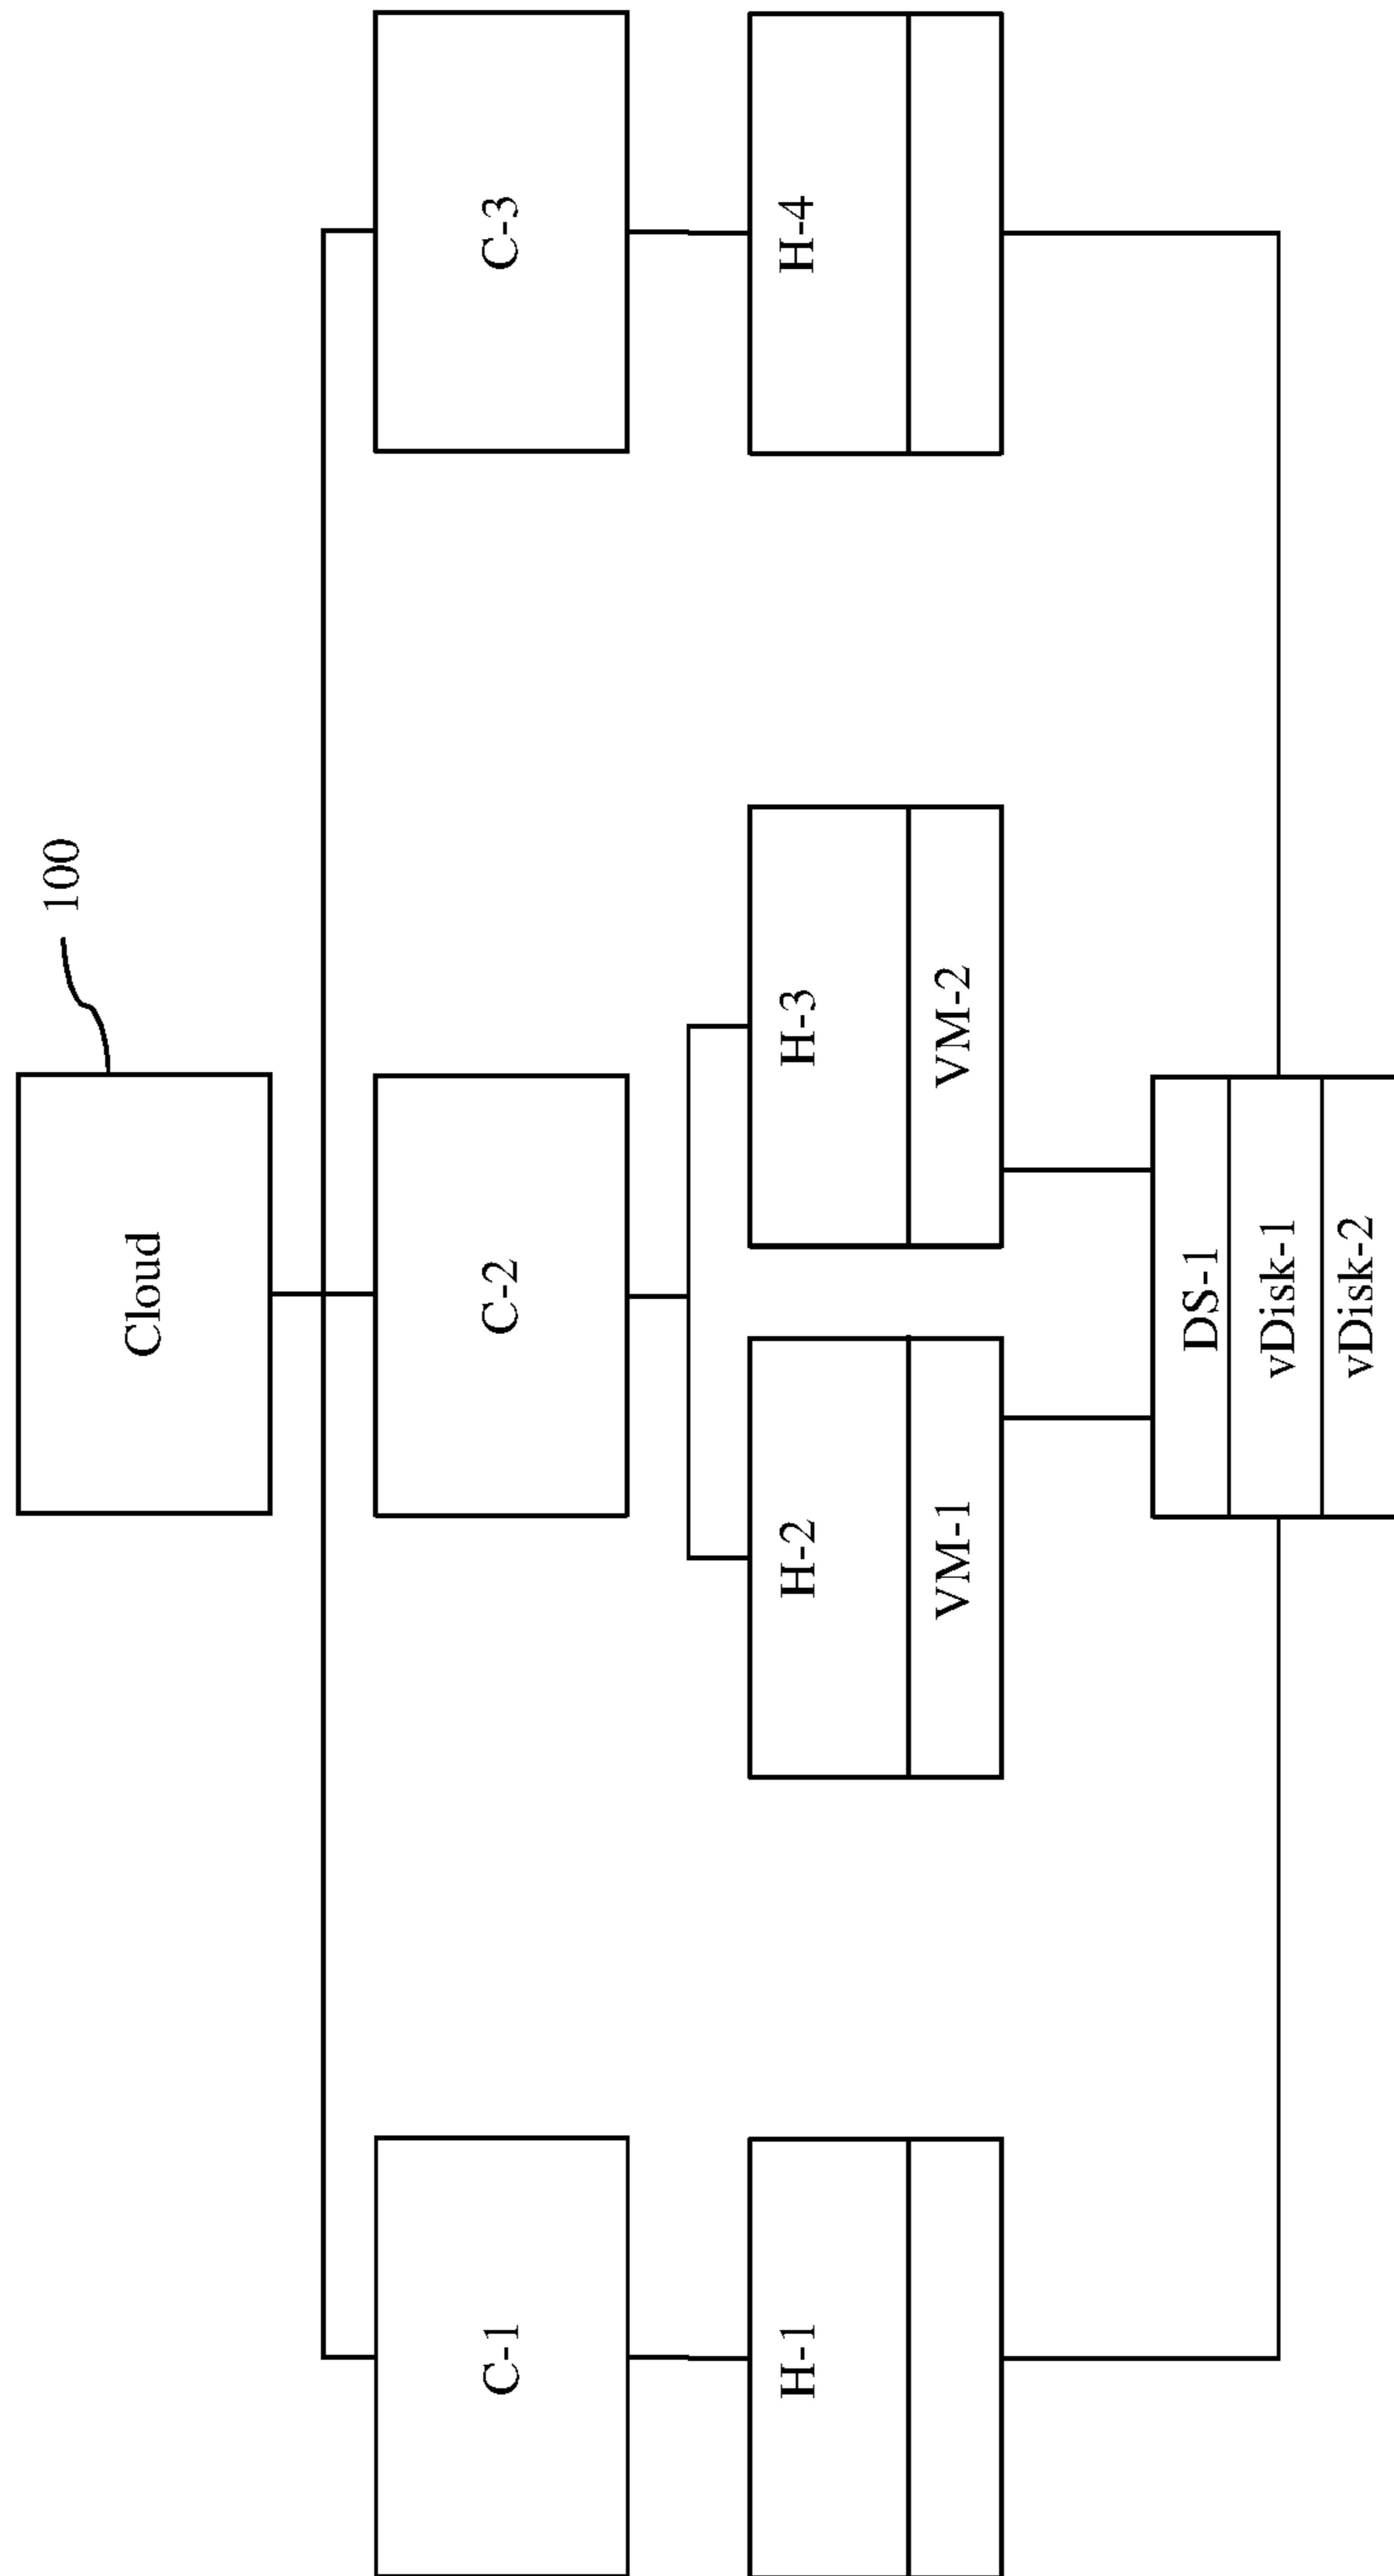 100
Cloud
C-1
C-2
C-3
H-1
H-2
H-3
H-4
VM-1
VM-2
DS-1
vDisk-1
vDisk-2